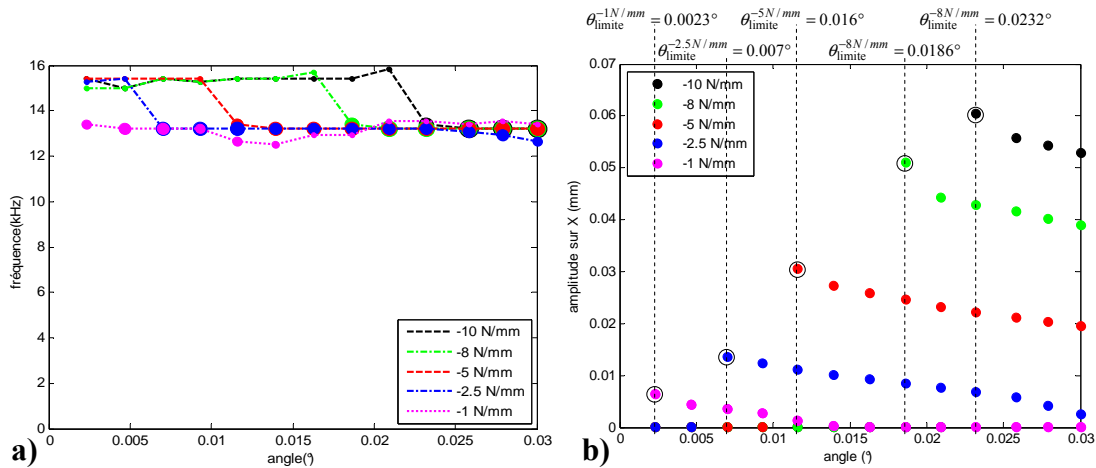 θ_limite^{-1N/mm} = 0.0023° θ_limite^{-5N/mm} = 0.016° θ_limite^{-8N/mm} = 0.0232°
θ_limite^{-2.5N/mm} = 0.007° θ_limite^{-8N/mm} = 0.0186°
16
14
12
10
8
6
4
2
0
fréquence(kHz)
0 0.005 0.01 0.015 0.02 0.025 0.03
angle(°)
-10 N/mm
-8 N/mm
-5 N/mm
-2.5 N/mm
-1 N/mm
a)
0.07
0.06
0.05
0.04
0.03
0.02
0.01
0
amplitude sur X (mm)
-10 N/mm
-8 N/mm
-5 N/mm
-2.5 N/mm
-1 N/mm
0 0.005 0.01 0.015 0.02 0.025 0.03
angle (°)
b)